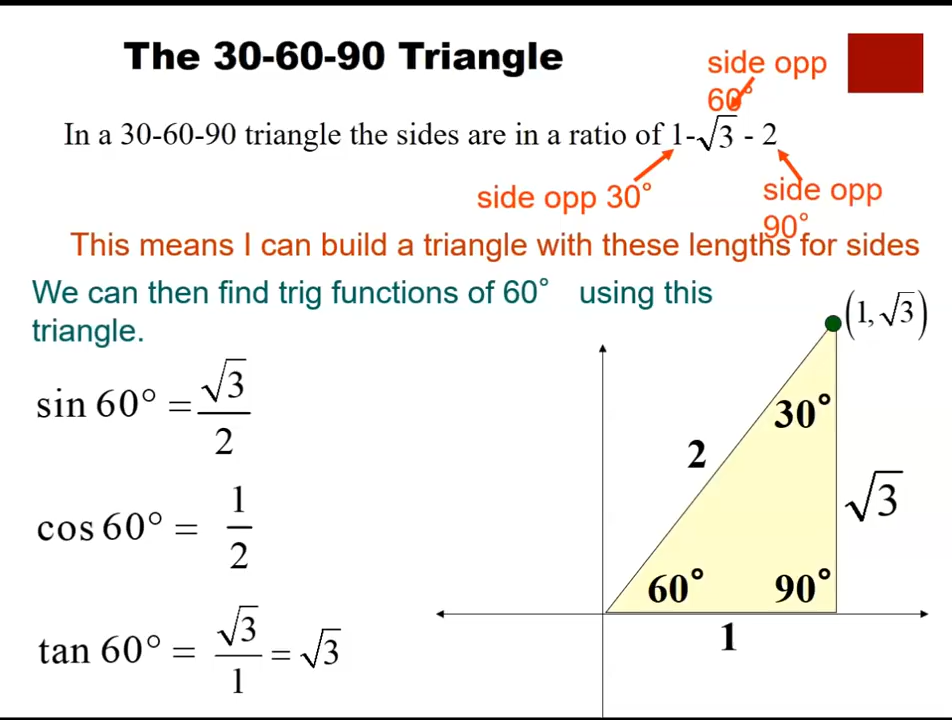 The 30-60-90 Triangle
side opp
60°
In a 30-60-90 triangle the sides are in a ratio of 1-√3 - 2
side opp 30°
side opp
90°
This means I can build a triangle with these lengths for sides
We can then find trig functions of 60° using this
triangle.
(1, √3)
sin 60° = √3/2
30°
2
√3
cos 60° = 1/2
60°
90°
1
tan 60° = √3/1 = √3